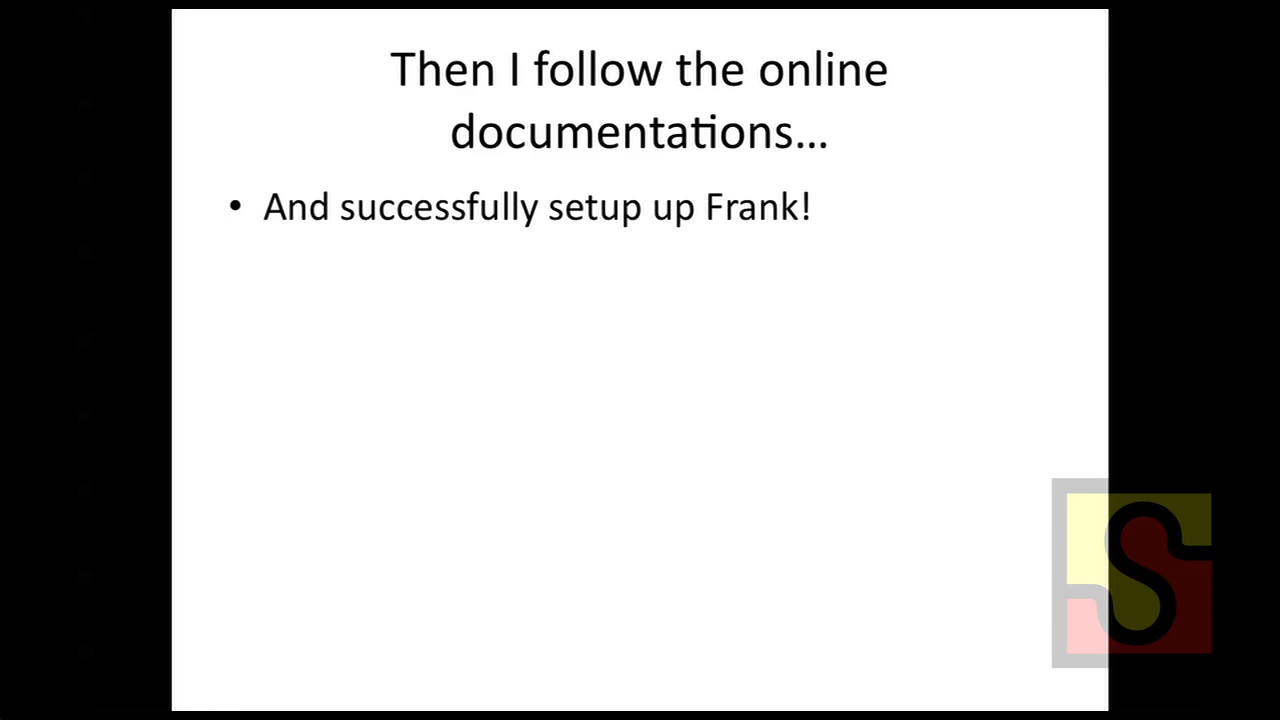 Then I follow the online
documentations...
• And successfully setup up Frank!
S